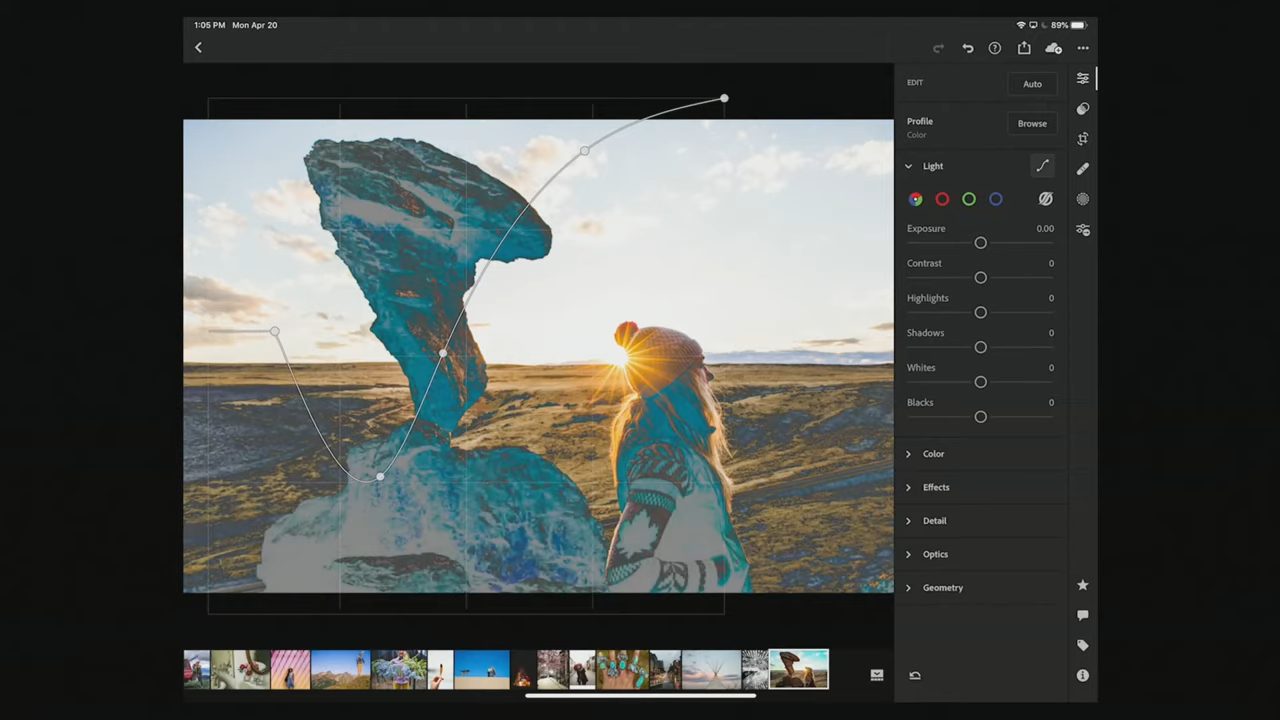 1:05 PM Mon Apr 20
89%
EDIT
Auto
Profile
Color
Browse
Light
Exposure 0.00
Contrast 0
Highlights 0
Shadows 0
Whites 0
Blacks 0
Color
Effects
Detail
Optics
Geometry